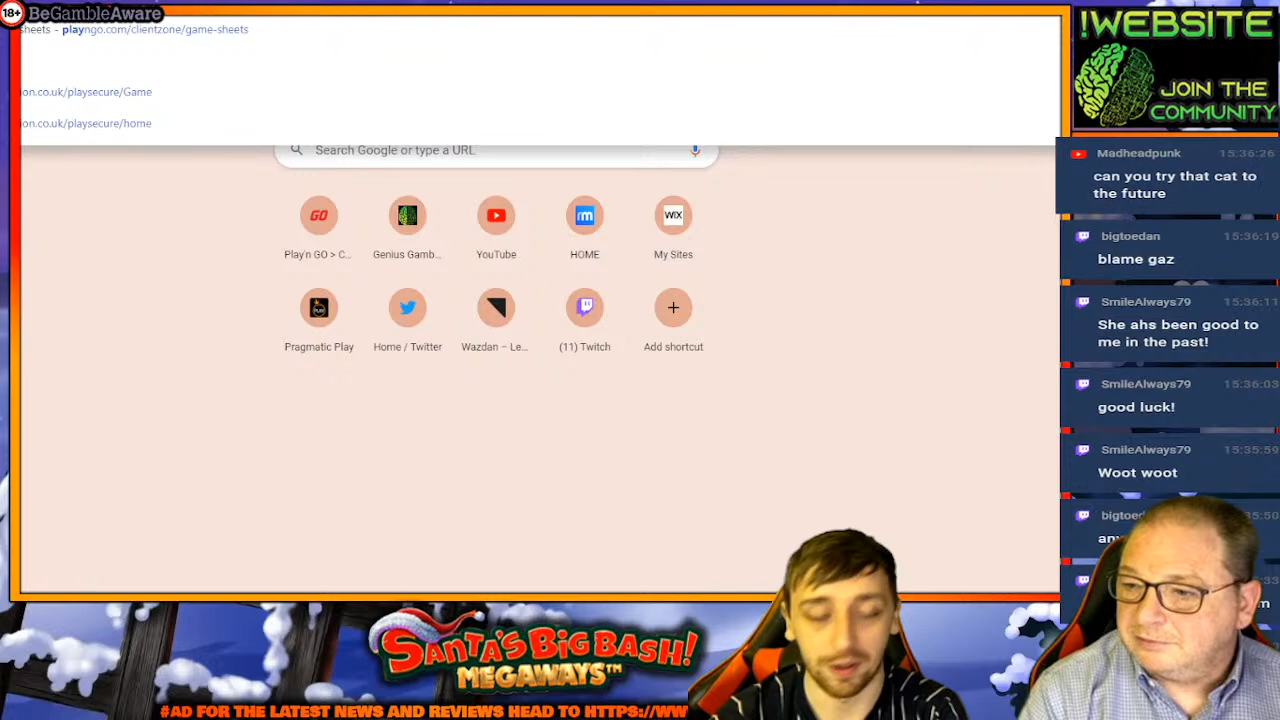 18+ BeGambleAware
sheets - playngo.com/clientzone/game-sheets
ion.co.uk/playsecure/Game
ion.co.uk/playsecure/home
Search Google or type a URL
GO
WIX
Play'n GO > C...
Genius Gamb...
YouTube
HOME
My Sites
Pragmatic Play
Home / Twitter
Wazdan – Le...
(11) Twitch
Add shortcut
!WEBSITE
JOIN THE
COMMUNITY
Madheadpunk 15:36:26
can you try that cat to
the future
bigtoedan 15:36:19
blame gaz
SmileAlways79 15:36:11
She ahs been good to
me in the past!
SmileAlways79 15:36:03
good luck!
SmileAlways79 15:35:59
Woot woot
SANTA'S BIG BASH!
MEGAWAYS™
#AD FOR THE LATEST NEWS AND REVIEWS HEAD TO HTTPS://WW